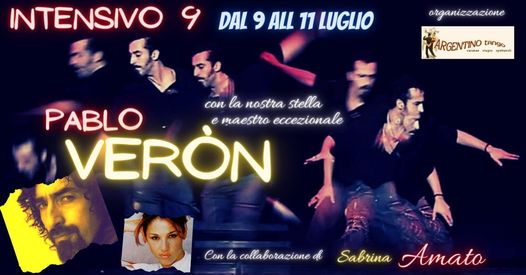 INTENSIVO 9 DAL 9 ALL 11 LUGLIO
organizzazione
ARGENTINO tango
con la nostra stella
e maestro eccezionale
PABLO
VERÒN
Con la collaborazione di Sabrina Amato